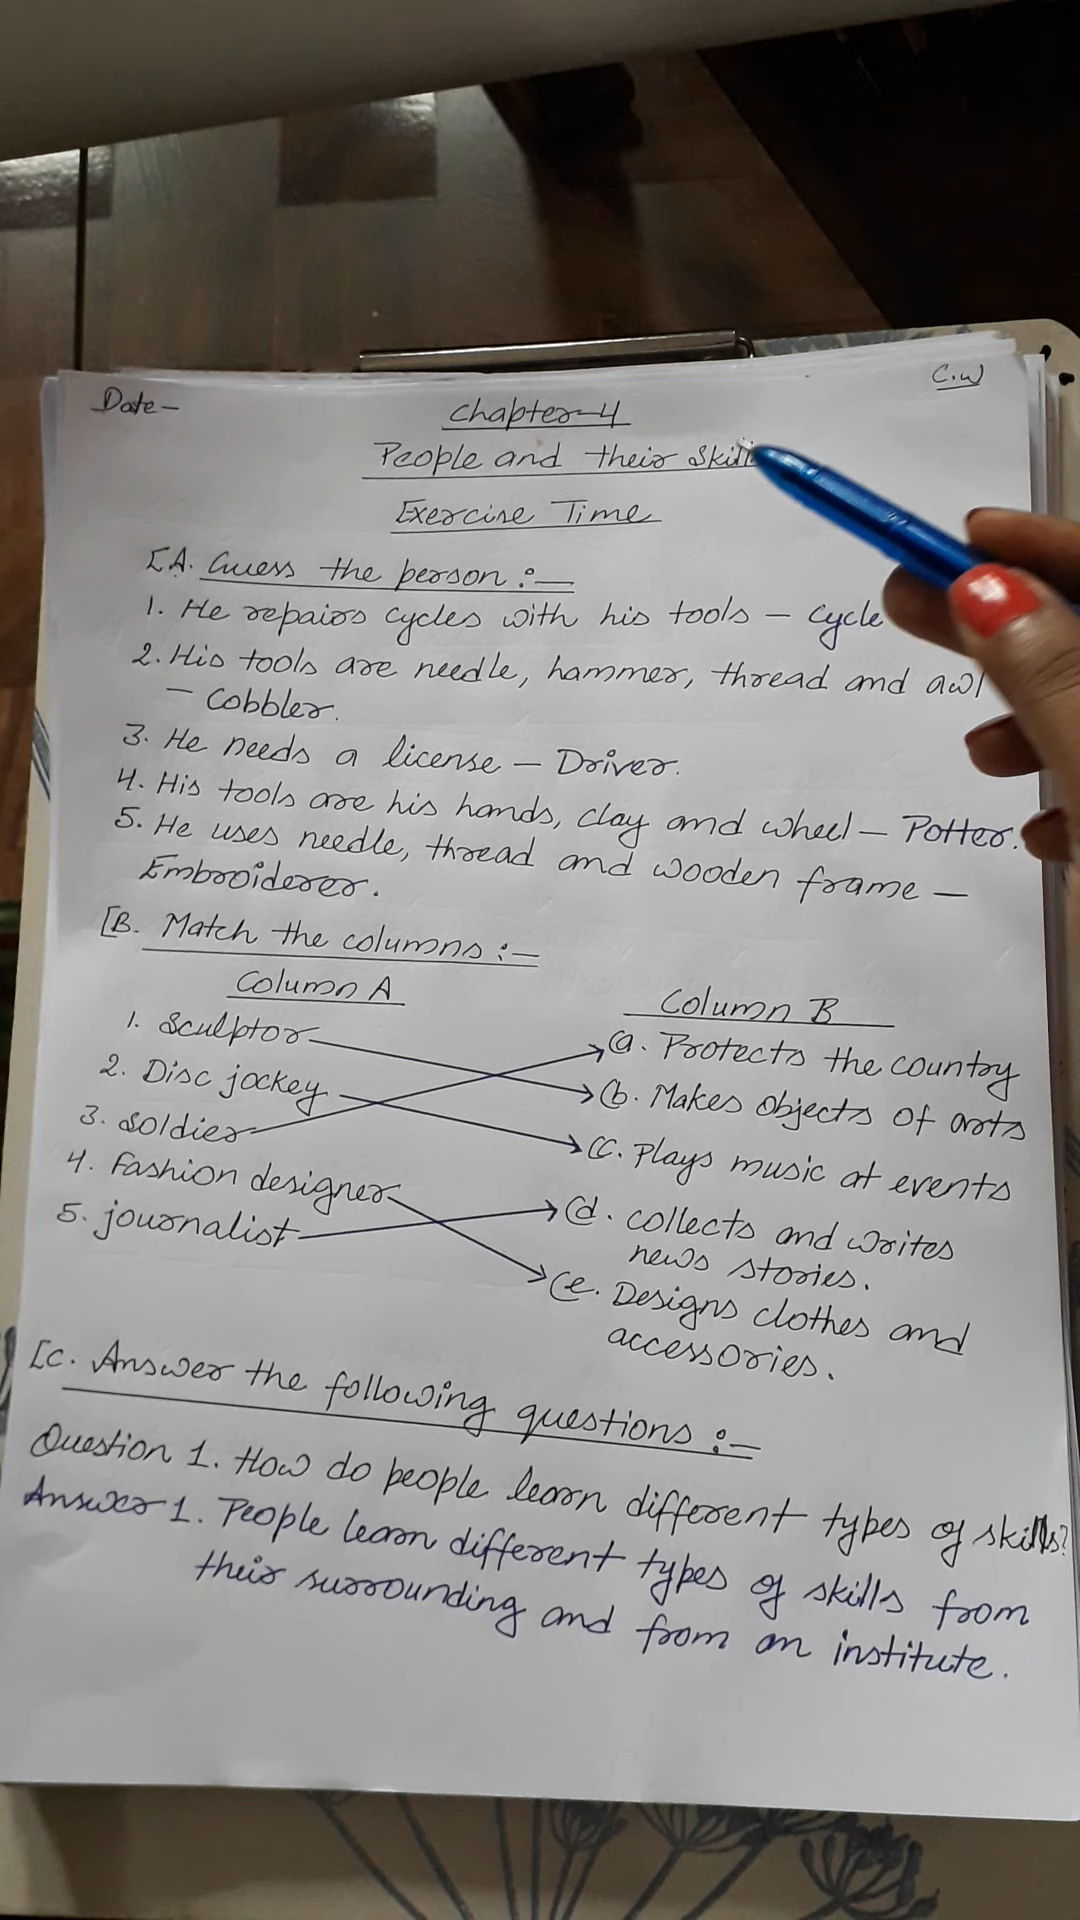 Date-
C.W
Chapter-4
People and their
Exercise Time
[A. Guess the person :-
1. He repairs cycles with his tools - Cycle
2. His tools are needle, hammer, thread and awl
- Cobbler.
3. He needs a license - Driver.
4. His tools are his hands, clay and wheel - Potter.
5. He uses needle, thread and wooden frame -
Embroiderer.
[B. Match the columns :-
Column A
Column B
1. Sculptor
(a. Protects the country
2. Disc jockey
(b. Makes objects of arts
3. Soldier
(c. Plays music at events
4. Fashion designer
(d. collects and writes
news stories.
5. journalist
(e. Designs clothes and
accessories.
[C. Answer the following questions :-
Question 1. How do people learn different types of skills?
Answer 1. People learn different types of skills from
their surrounding and from an institute.